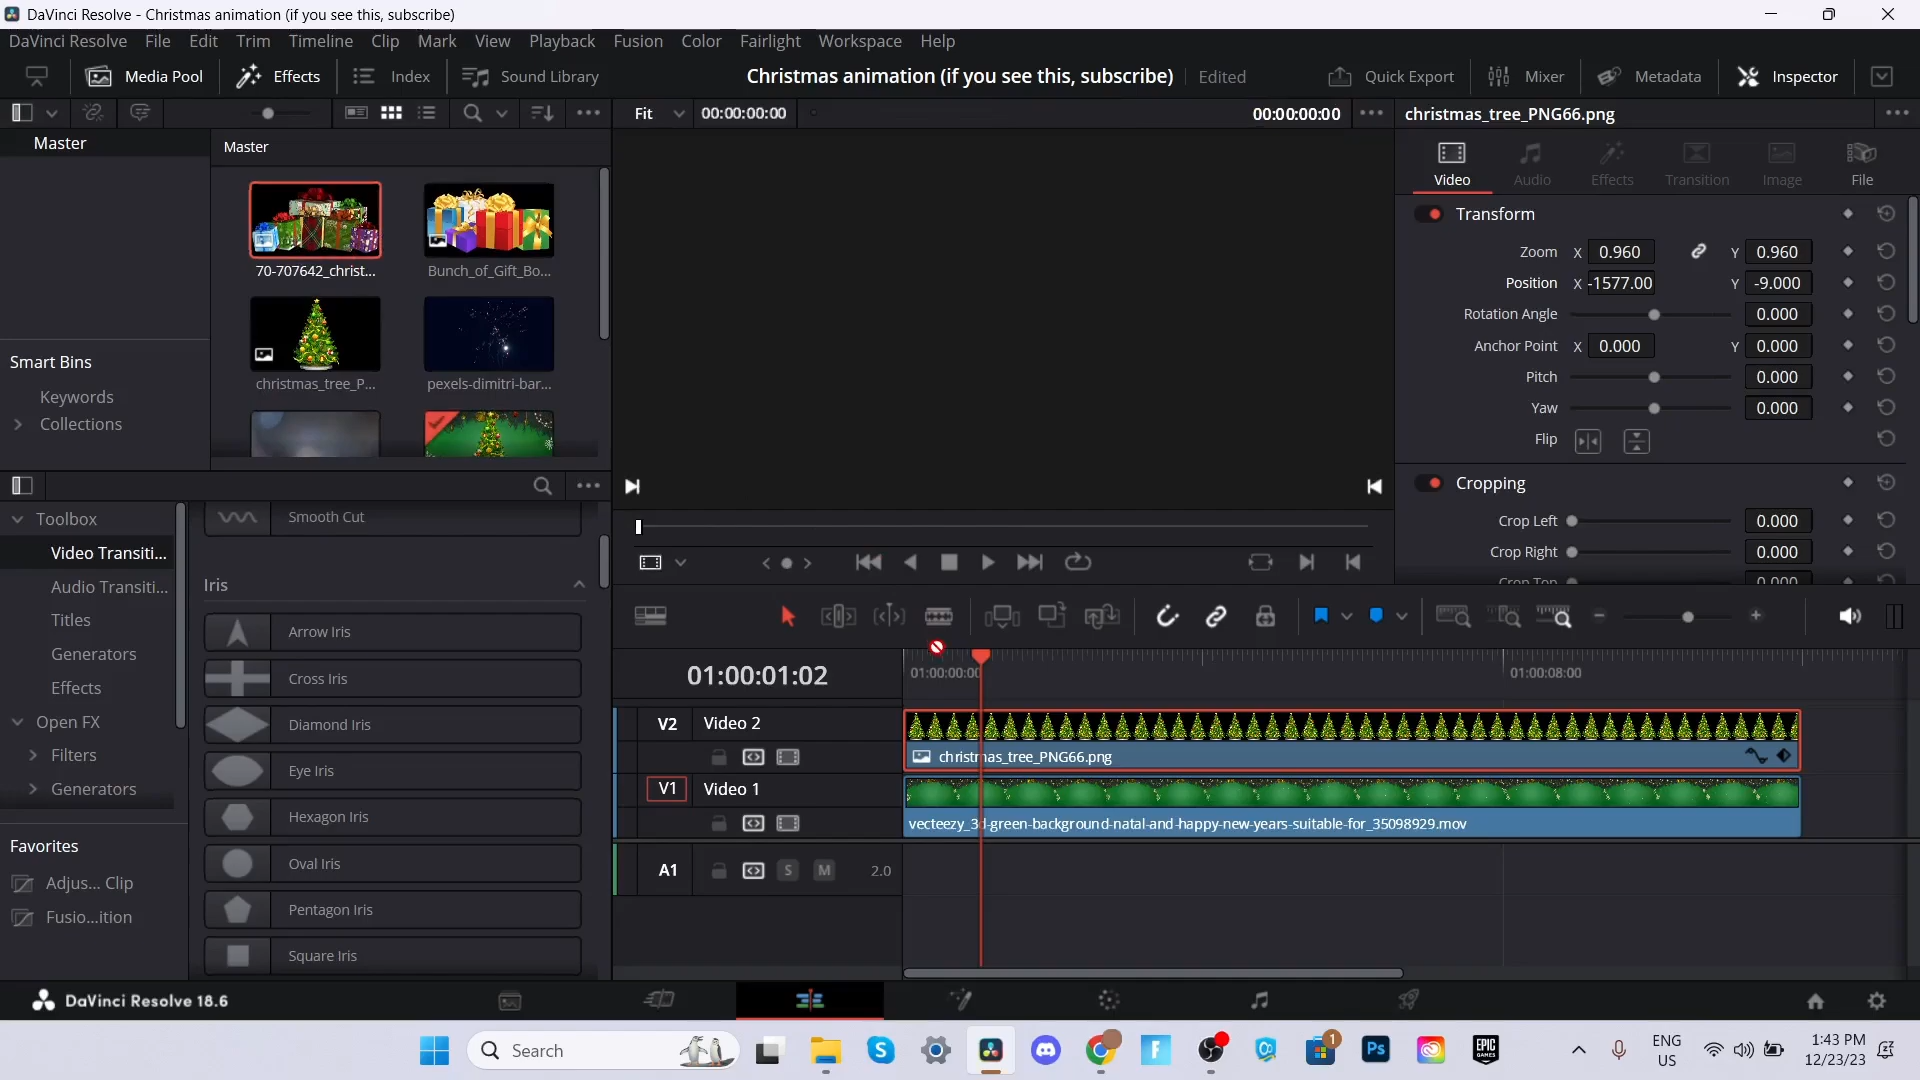 DaVinci Resolve - Christmas animation (if you see this, subscribe)
DaVinci Resolve File Edit Trim Timeline Clip Mark View Playback Fusion Color Fairlight Workspace Help
Media Pool Effects Index Sound Library Christmas animation (if you see this, subscribe) Edited Quick Export Mixer Metadata Inspector
Fit 00:00:00:00 00:00:00:00 christmas_tree_PNG66.png
Master Master
Video Audio Effects Transition Image File
Transform
Zoom X 0.960 Y 0.960
70-707642_christ... Bunch_of_Gift_Bo...
Position X -1577.00 Y -9.000
Rotation Angle 0.000
Anchor Point X 0.000 Y 0.000
Smart Bins
Pitch 0.000
christmas_tree_P... pexels-dimitri-bar...
Keywords
Yaw 0.000
Collections
Flip
Cropping
Toolbox Smooth Cut
Crop Left 0.000
Video Transiti...
Crop Right 0.000
Audio Transiti... Iris
Crop Top 0.000
Titles Arrow Iris
Generators
Cross Iris 01:00:01:02 01:00:00:00 01:00:08:00
Effects
Open FX Diamond Iris V2 Video 2
Filters Eye Iris christmas_tree_PNG66.png
Generators V1 Video 1
Hexagon Iris vecteezy_3d-green-background-natal-and-happy-new-years-suitable-for_35098929.mov
Favorites
Oval Iris A1 S M 2.0
Adjus... Clip
Fusio...ition Pentagon Iris
Square Iris
DaVinci Resolve 18.6
Search S Ps EPIC GAMES 1 ENG US 1:43 PM 12/23/23